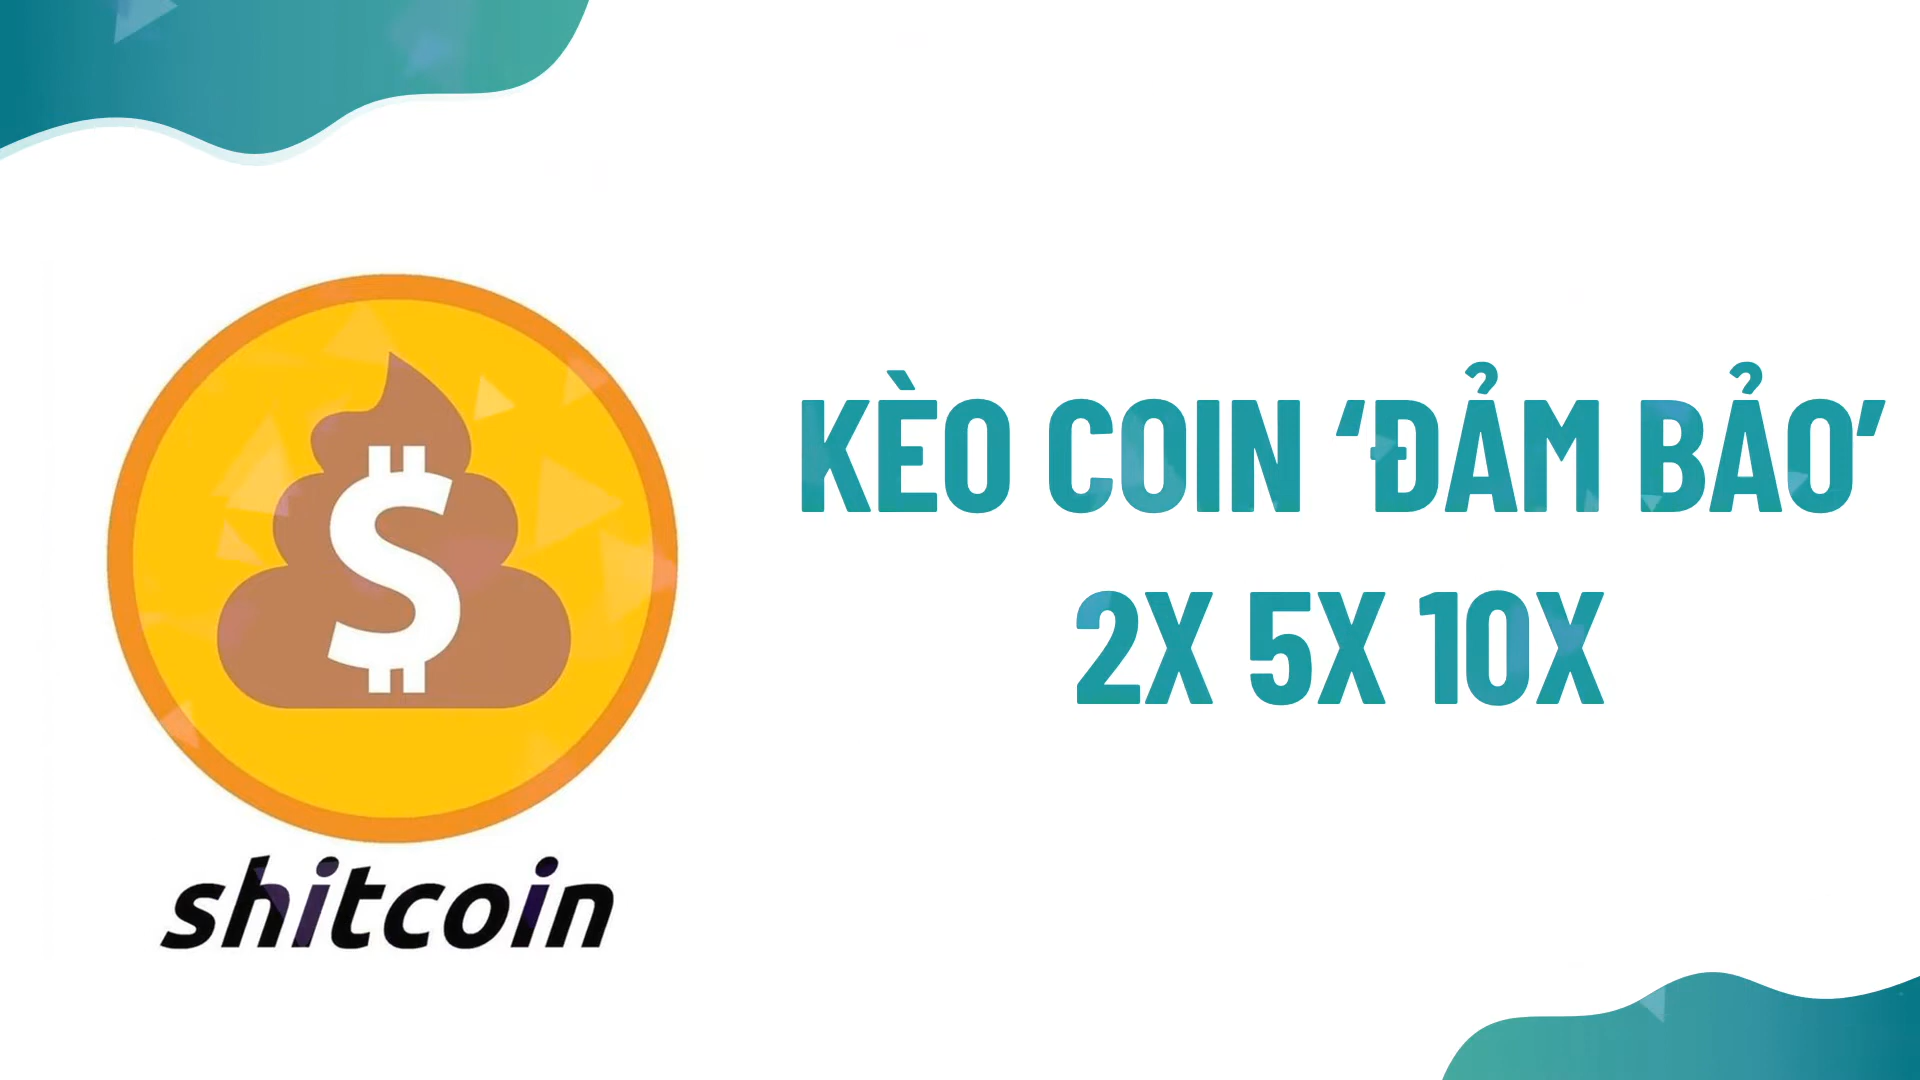 KÈO COIN ‘ĐẢM BẢO’
2X 5X 10X
$
shitcoin